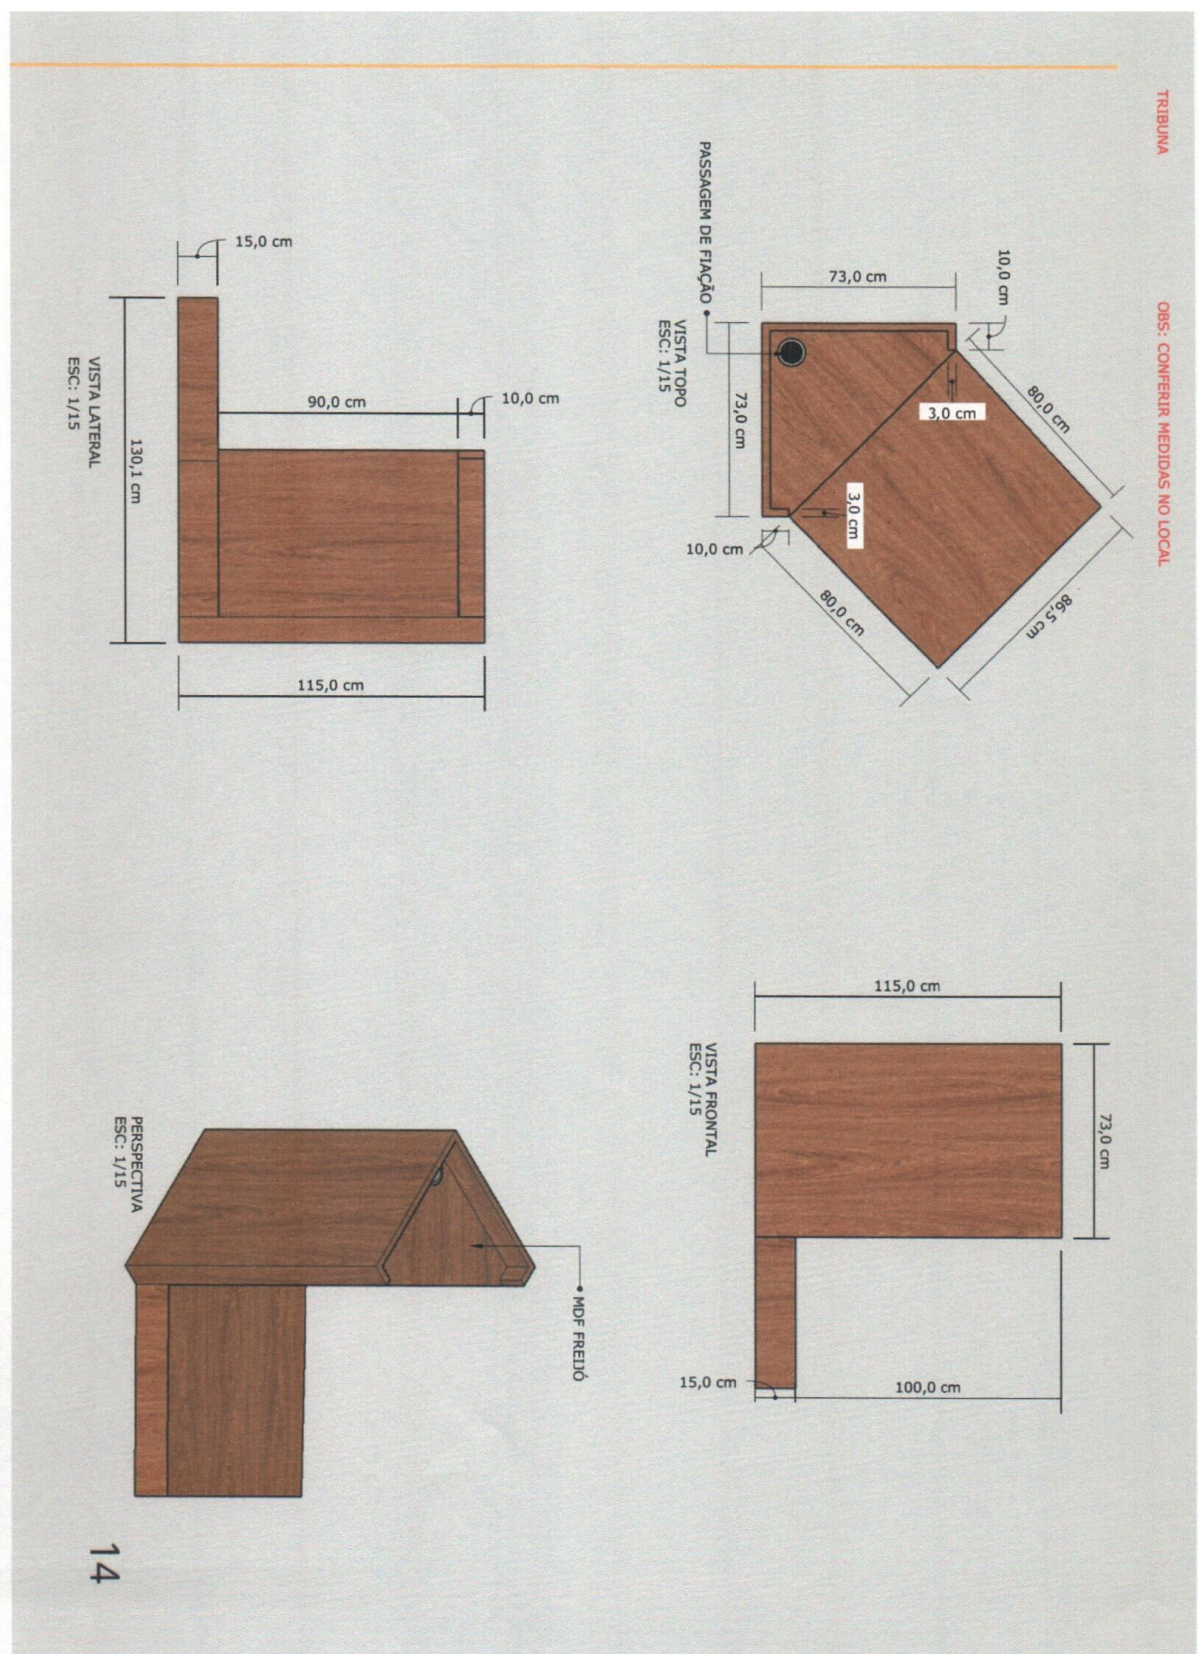 TRIBUNA
OBS: CONFERIR MEDIDAS NO LOCAL
10,0 cm
73,0 cm
80,0 cm
3,0 cm
86,5 cm
3,0 cm
10,0 cm
80,0 cm
73,0 cm
PASSAGEM DE FIAÇÃO
VISTA TOPO
ESC: 1/15
115,0 cm
73,0 cm
15,0 cm
100,0 cm
VISTA FRONTAL
ESC: 1/15
15,0 cm
90,0 cm
10,0 cm
130,1 cm
115,0 cm
VISTA LATERAL
ESC: 1/15
MDF FREIJÓ
PERSPECTIVA
ESC: 1/15
14